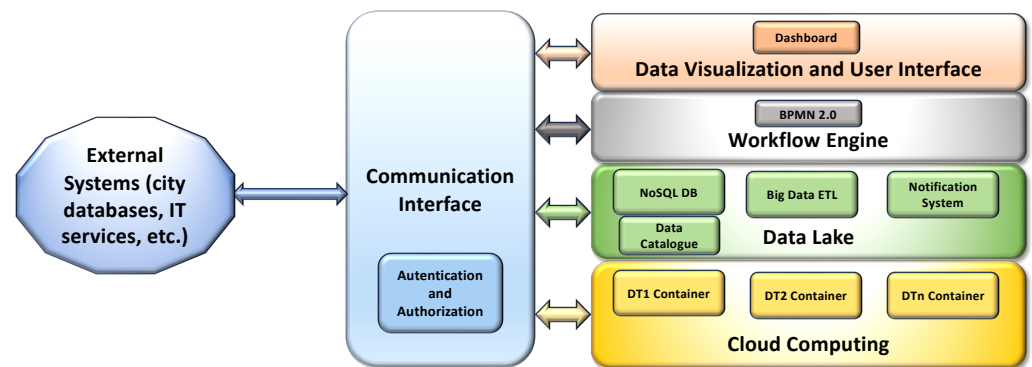 External
Systems (city
databases, IT
services, etc.)
Communication
Interface
Autentication
and
Authorization
Dashboard
Data Visualization and User Interface
BPMN 2.0
Workflow Engine
NoSQL DB
Big Data ETL
Notification
System
Data
Catalogue
Data Lake
DT1 Container
DT2 Container
DTn Container
Cloud Computing